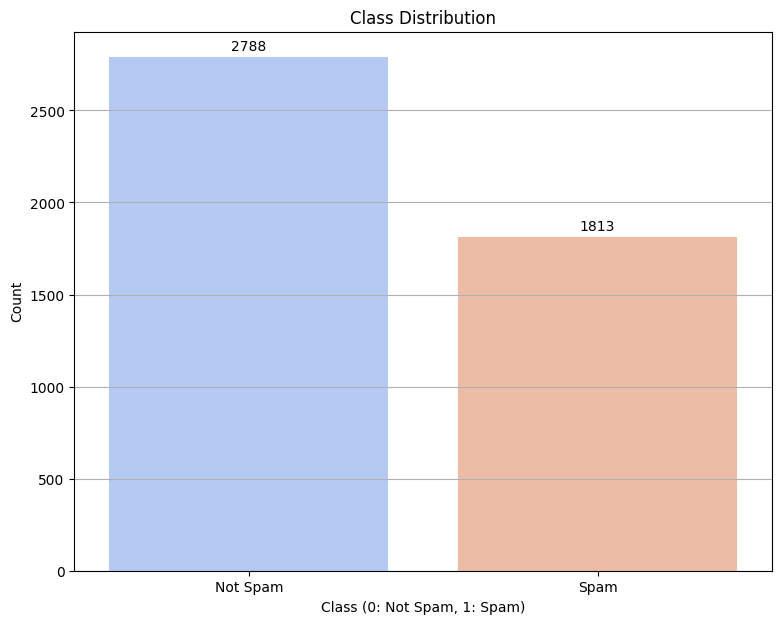 Class Distribution
2788
1813
Count
2500
2000
1500
1000
500
0
Not Spam
Spam
Class (0: Not Spam, 1: Spam)